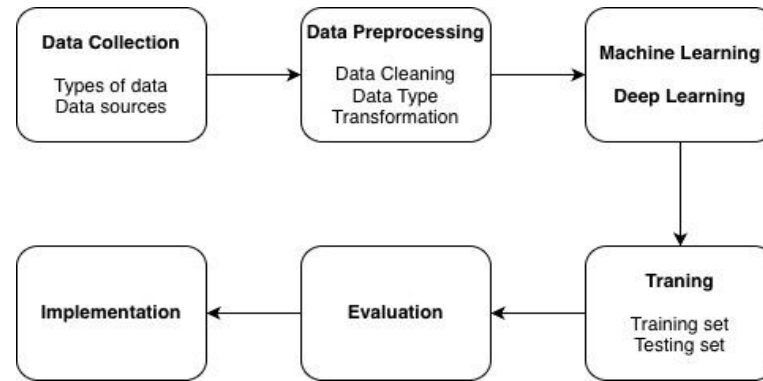 Data Collection
Types of data
Data sources
Data Preprocessing
Data Cleaning
Data Type
Transformation
Machine Learning
Deep Learning
Traning
Training set
Testing set
Evaluation
Implementation